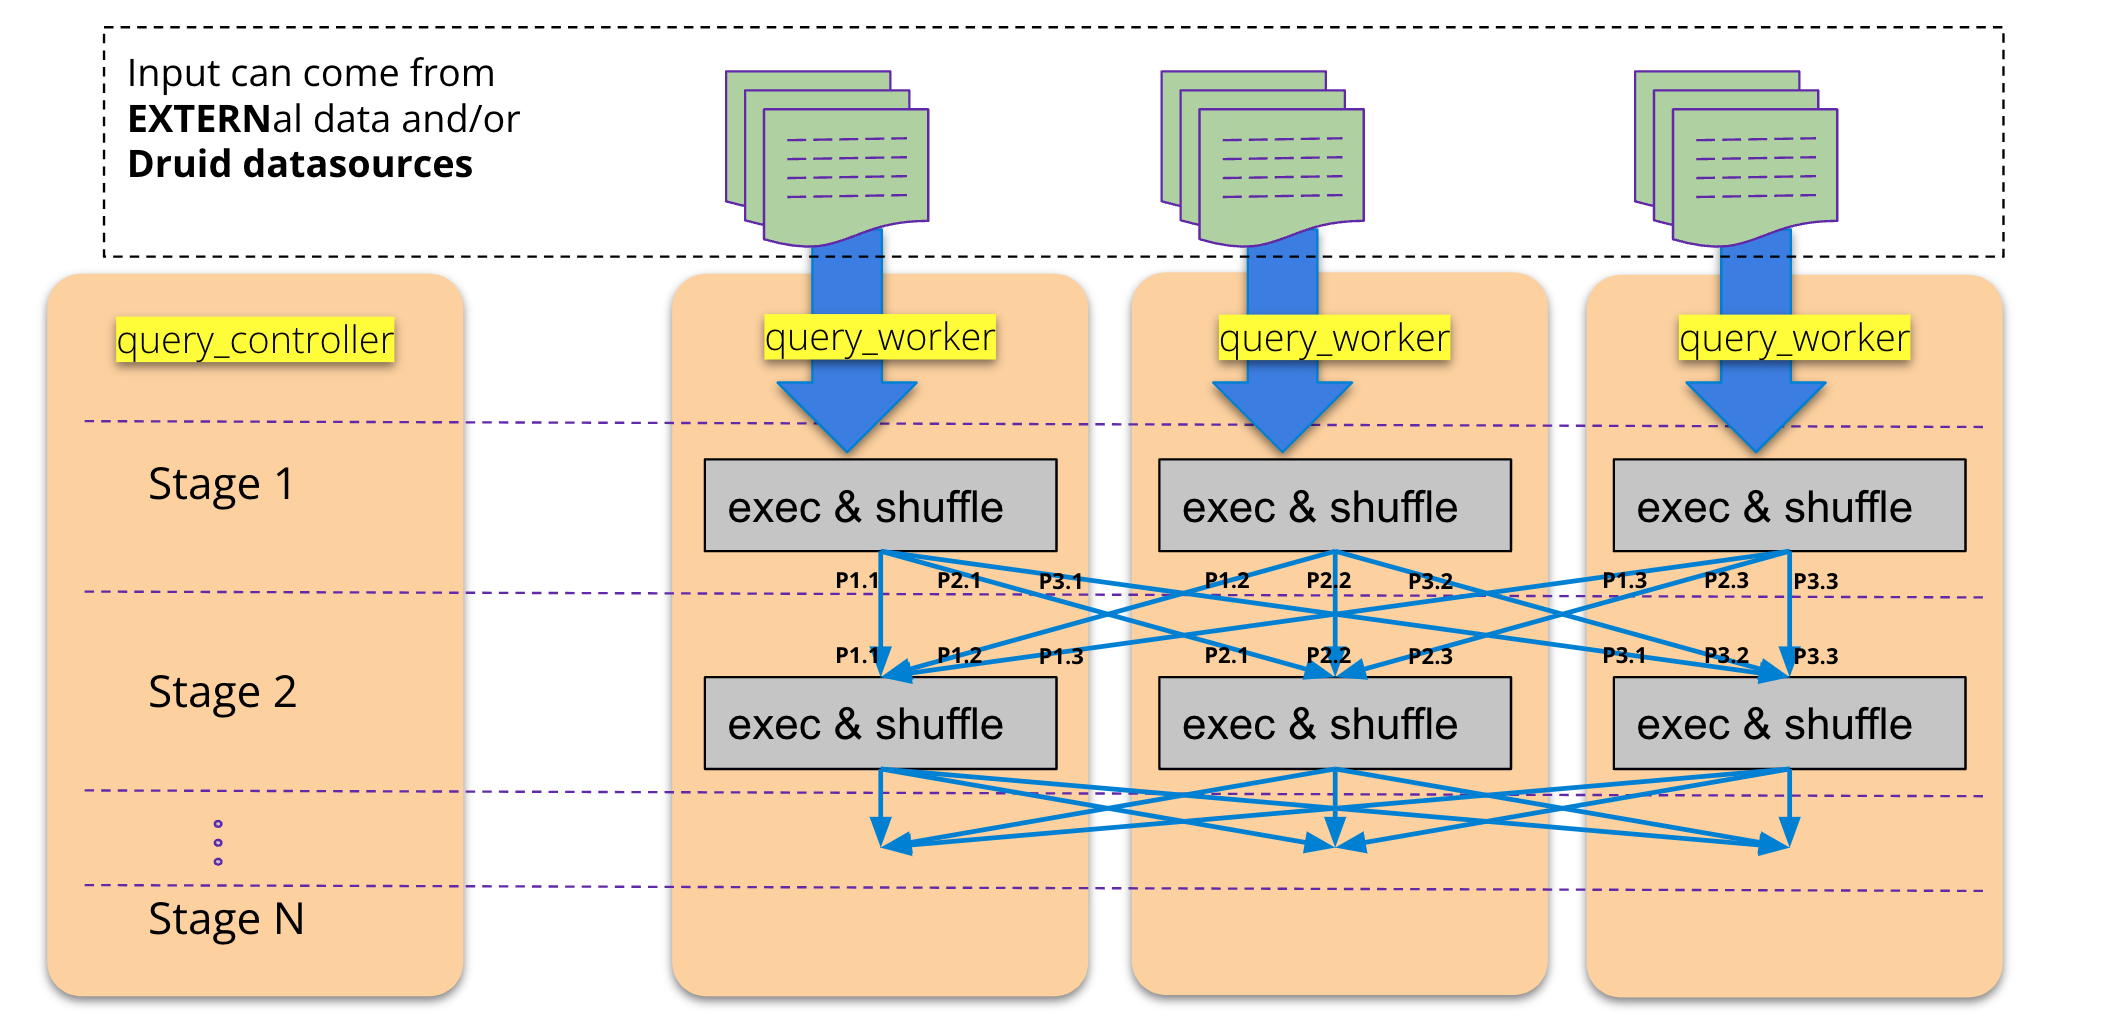 Input can come from
EXTERNal data and/or
Druid datasources
query_controller
query_worker
query_worker
query_worker
Stage 1
exec & shuffle
exec & shuffle
exec & shuffle
P1.1 P2.1 P3.1 P1.2 P2.2 P3.2 P1.3 P2.3 P3.3
P1.1 P1.2 P1.3 P2.1 P2.2 P2.3 P3.1 P3.2 P3.3
Stage 2
exec & shuffle
exec & shuffle
exec & shuffle
Stage N